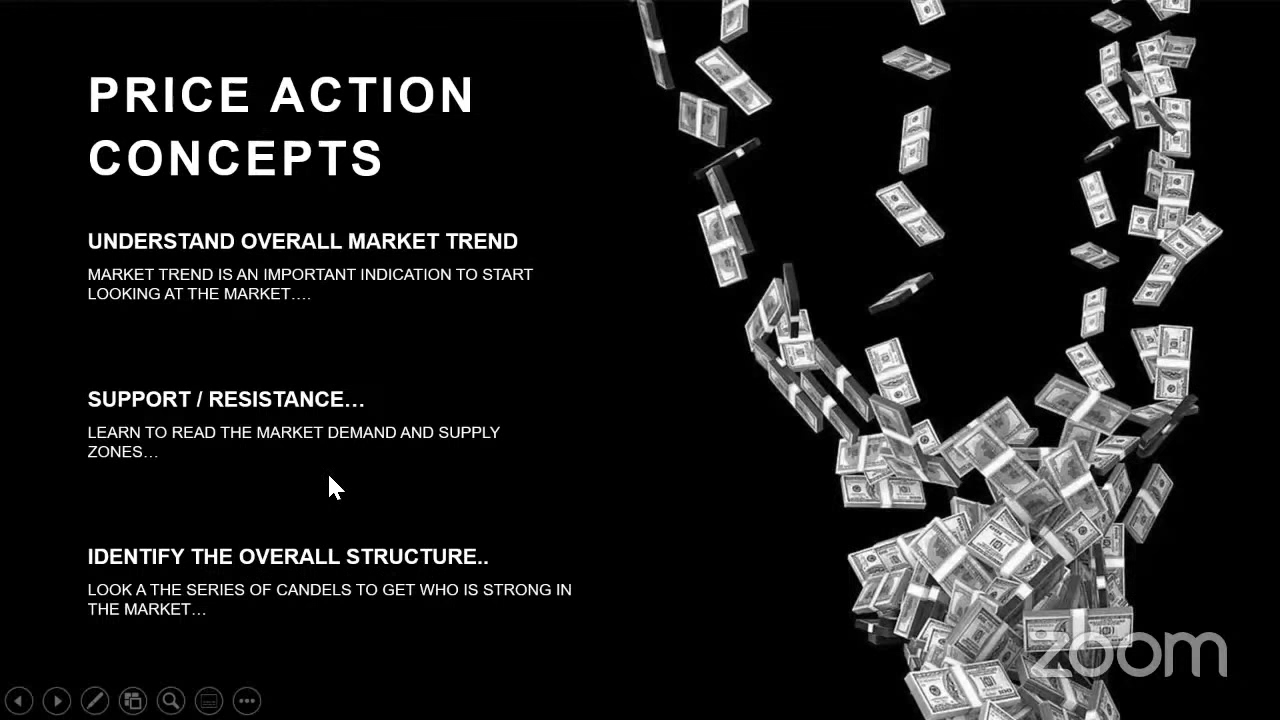 PRICE ACTION
CONCEPTS
UNDERSTAND OVERALL MARKET TREND
MARKET TREND IS AN IMPORTANT INDICATION TO START
LOOKING AT THE MARKET....
SUPPORT / RESISTANCE...
LEARN TO READ THE MARKET DEMAND AND SUPPLY
ZONES...
IDENTIFY THE OVERALL STRUCTURE..
LOOK A THE SERIES OF CANDELS TO GET WHO IS STRONG IN
THE MARKET...
zoom